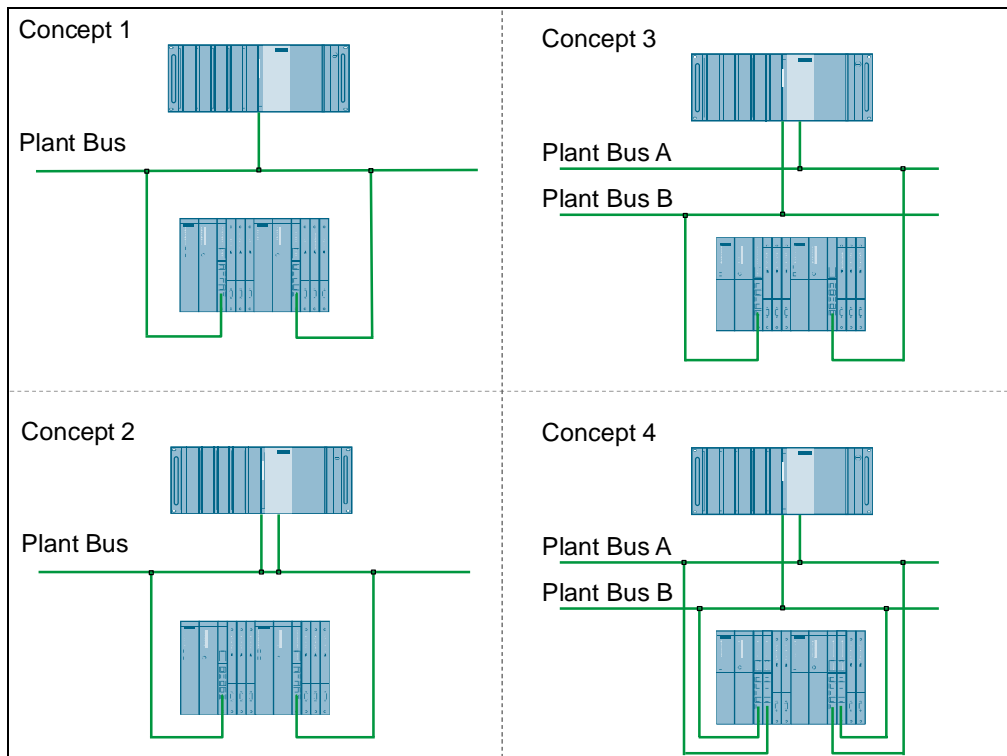 Concept 1
Plant Bus
Concept 3
Plant Bus A
Plant Bus B
Concept 2
Plant Bus
Concept 4
Plant Bus A
Plant Bus B